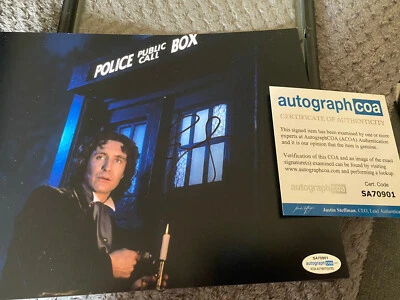 POLICE PUBLIC CALL BOX
autographcoa
CERTIFICATE OF AUTHENTICITY
This signed item has been examined by one or more
experts at AutographCOA (ACOA) Authentication
and it is our opinion that the item is genuine.
Verification of this COA and an image of the exact
signature(s) examined can be found by visiting
www.autographcoa.com and performing a lookup.
autographcoa
Cert. Code
SA70901
Justin Steffman, CEO, Lead Authenticator
SA70901
autograph
coa